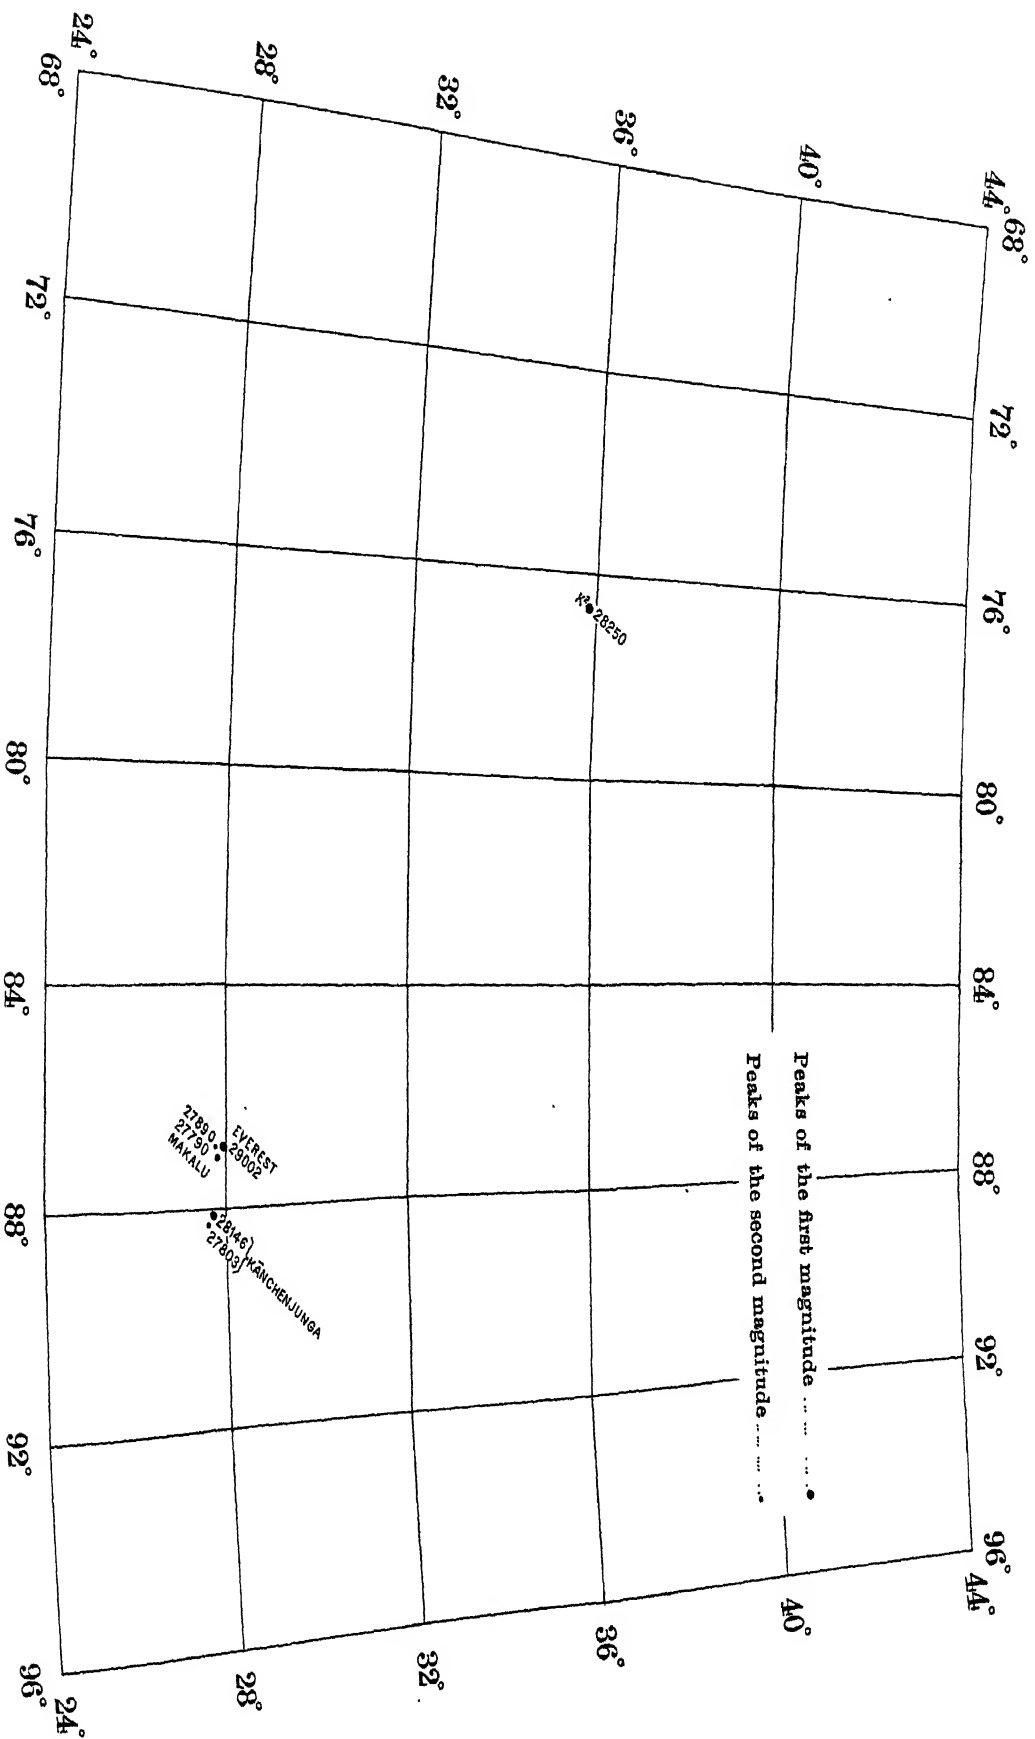 68° 72° 76° 80° 84° 88° 92° 96°
44° 44°
40° 40°
36° 36°
32° 32°
28° 28°
24° 24°
68° 72° 76° 80° 84° 88° 92° 96°
Peaks of the first magnitude ... ... ... .
Peaks of the second magnitude ... ... ...
K² 28250
EVEREST
29002
27890
27790
MAKALU
28146
27803
KĀNCHENJUNGA